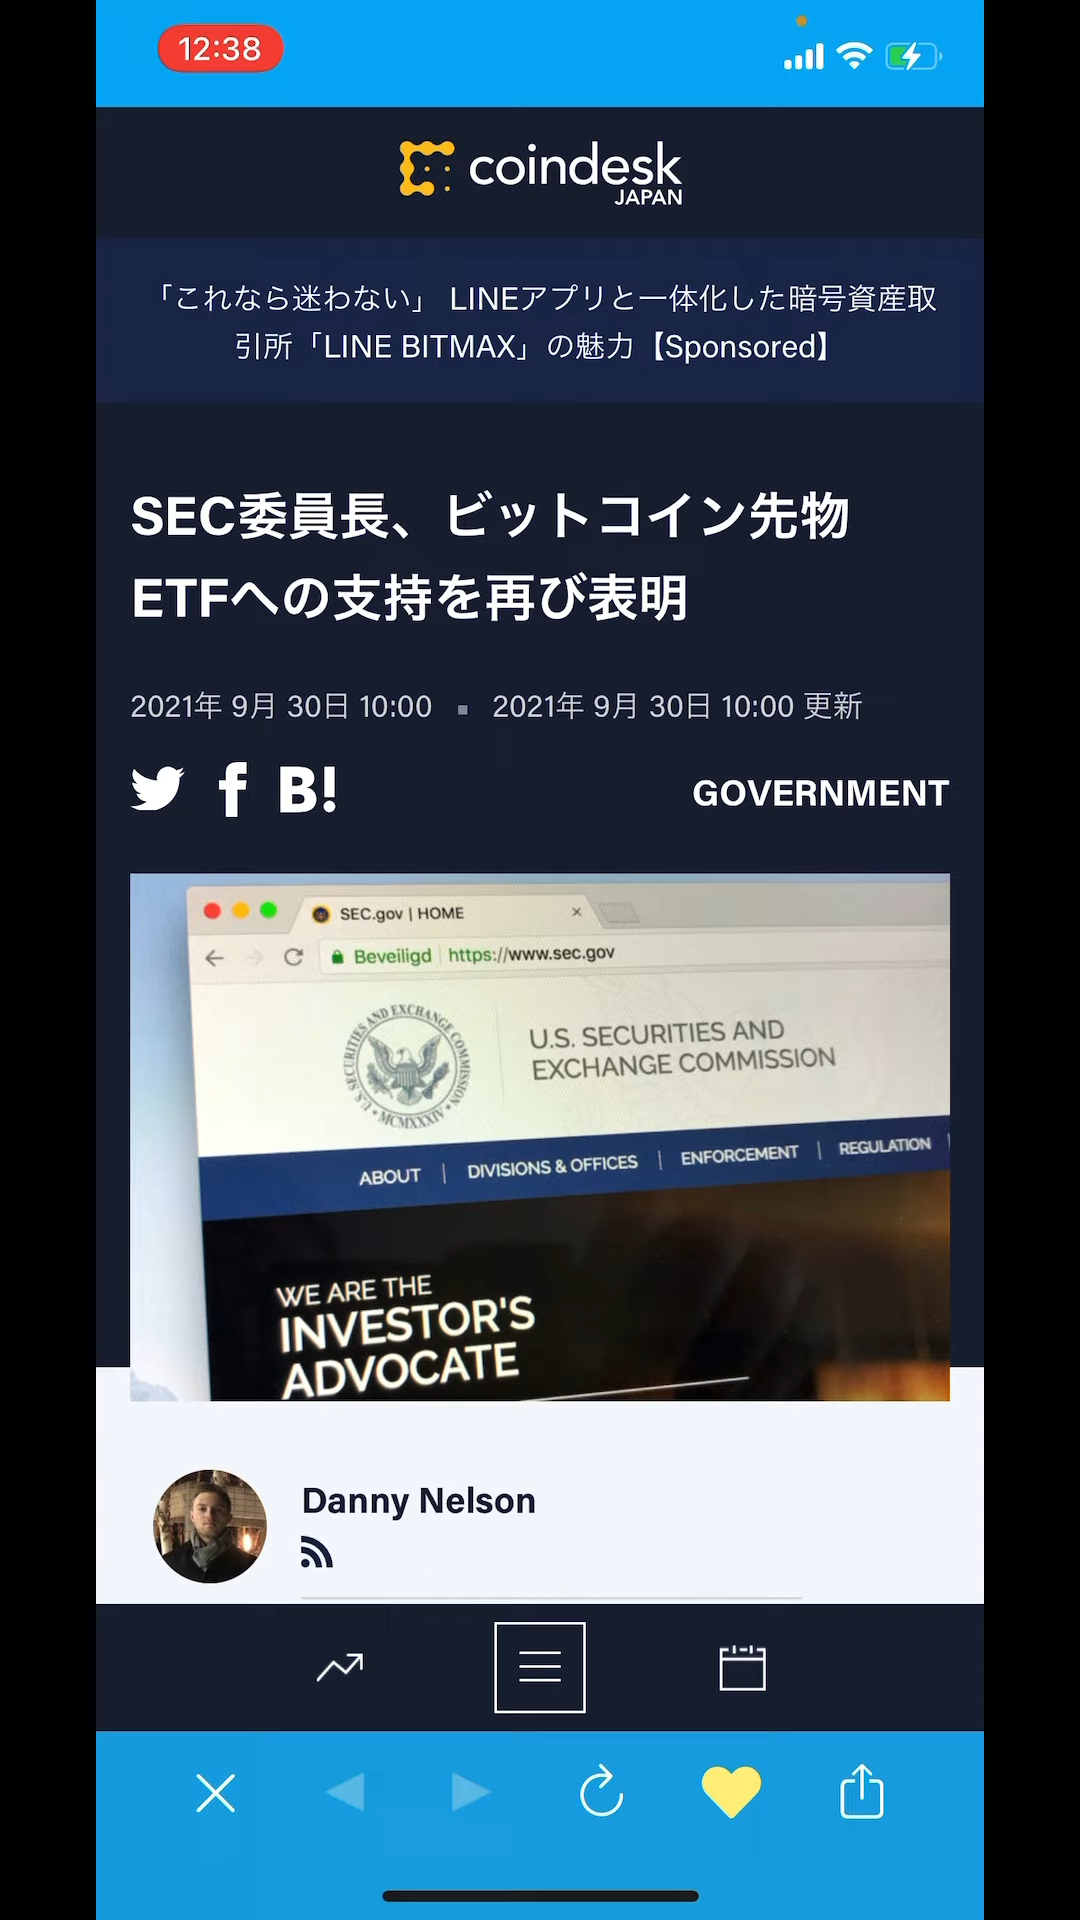 12:38
coindesk
JAPAN
「これなら迷わない」 LINEアプリと一体化した暗号資産取
引所「LINE BITMAX」の魅力【Sponsored】
SEC委員長、ビットコイン先物
ETFへの支持を再び表明
2021年 9月 30日 10:00 ▪ 2021年 9月 30日 10:00 更新
B!
GOVERNMENT
SEC.gov | HOME
Beveiligd https://www.sec.gov
U.S. SECURITIES AND EXCHANGE COMMISSION
MCMXXXIV
U.S. SECURITIES AND
EXCHANGE COMMISSION
ABOUT | DIVISIONS & OFFICES | ENFORCEMENT | REGULATION
WE ARE THE
INVESTOR'S
ADVOCATE
Danny Nelson